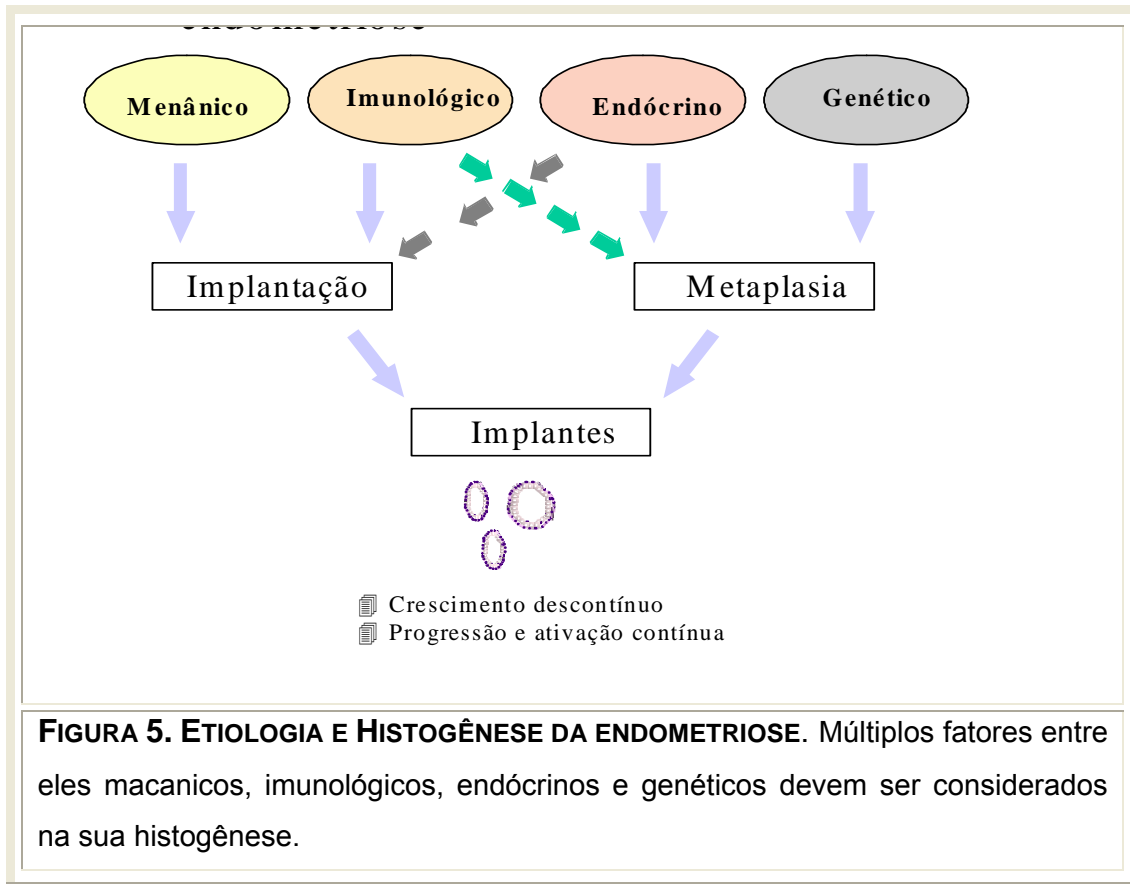 endometriose
Menânico Imunológico Endócrino Genético
Implantação Metaplasia
Implantes
Crescimento descontínuo
Progressão e ativação contínua
FIGURA 5. ETIOLOGIA E HISTOGÊNESE DA ENDOMETRIOSE. Múltiplos fatores entre
eles macanicos, imunológicos, endócrinos e genéticos devem ser considerados
na sua histogênese.